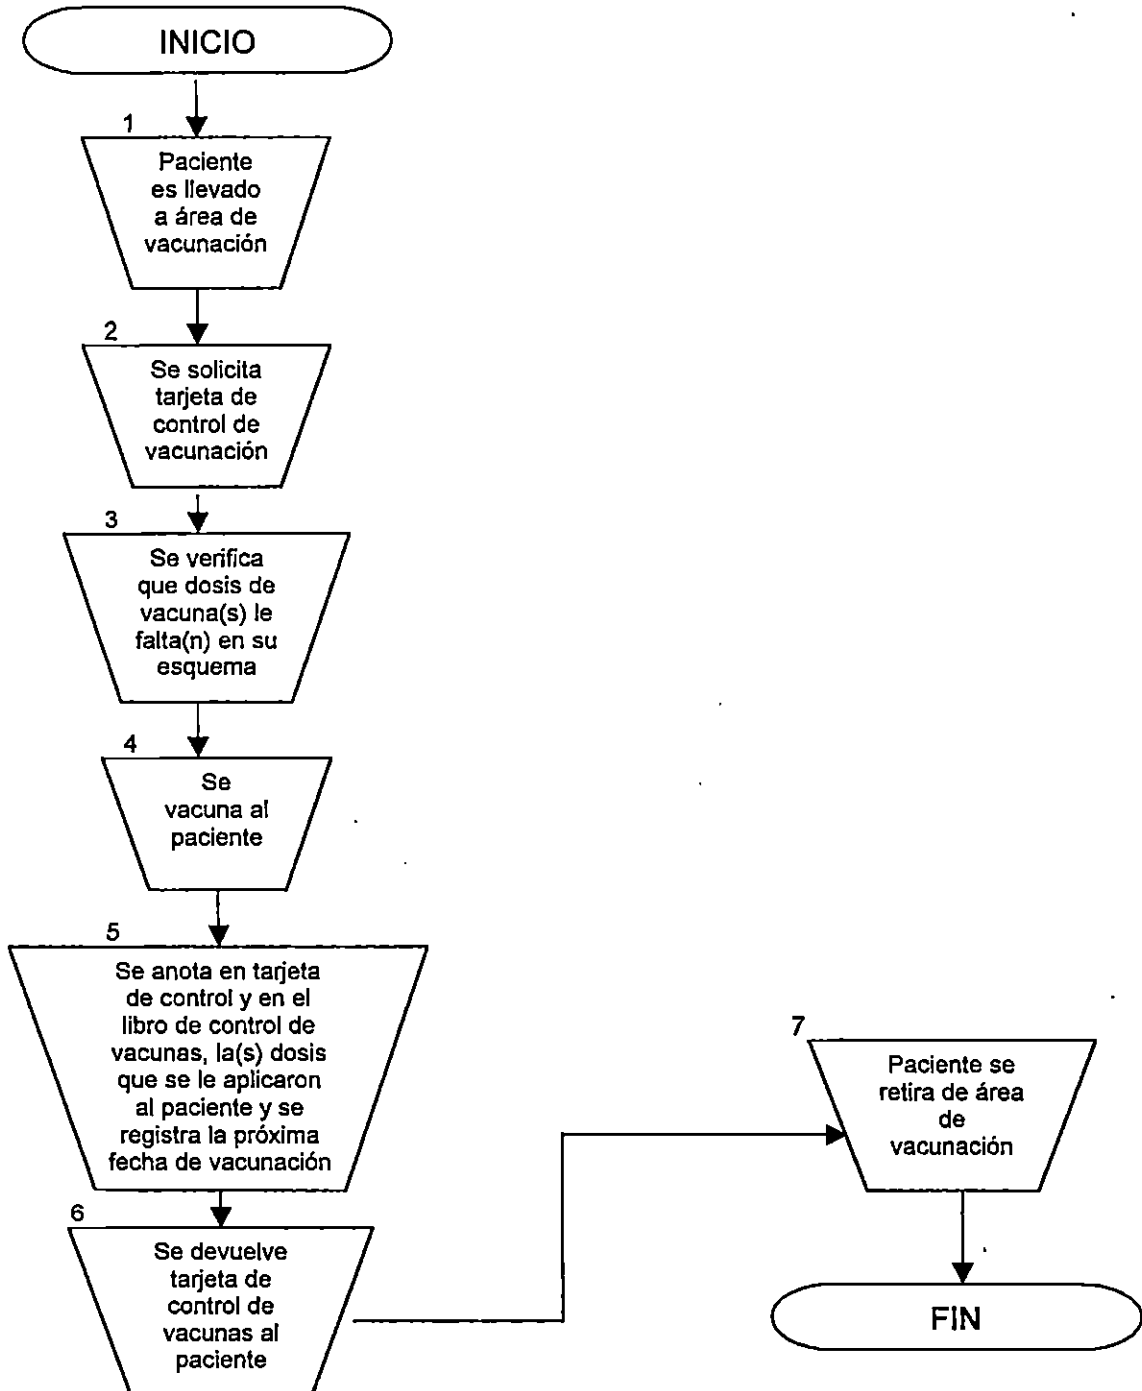 INICIO
1
Paciente
es llevado
a área de
vacunación
2
Se solicita
tarjeta de
control de
vacunación
3
Se verifica
que dosis de
vacuna(s) le
falta(n) en su
esquema
4
Se
vacuna al
paciente
5
Se anota en tarjeta
de control y en el
libro de control de
vacunas, la(s) dosis
que se le aplicaron
al paciente y se
registra la próxima
fecha de vacunación
6
Se devuelve
tarjeta de
control de
vacunas al
paciente
7
Paciente se
retira de área
de
vacunación
FIN